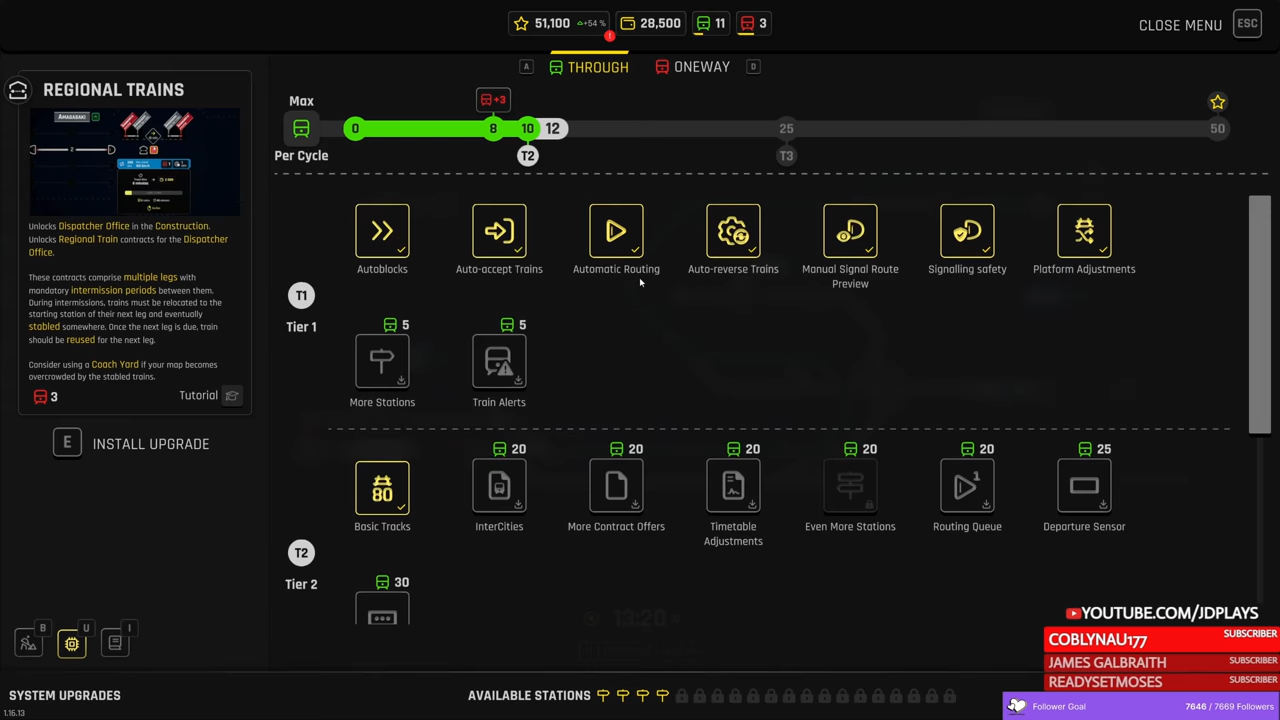 51,100 +54 % 28,500 11 3
CLOSE MENU ESC
A THROUGH ONEWAY D
REGIONAL TRAINS
AMAGASAKI
Unlocks Dispatcher Office in the Construction.
Unlocks Regional Train contracts for the Dispatcher
Office.
These contracts comprise multiple legs with
mandatory intermission periods between them.
During intermissions, trains must be relocated to the
starting station of their next leg and eventually
stabled somewhere. Once the next leg is due, train
should be reused for the next leg.
Consider using a Coach Yard if your map becomes
overcrowded by the stabled trains.
3 Tutorial
E INSTALL UPGRADE
Max
Per Cycle
+3
0 8 10 12 25 50
T2 T3
Autoblocks
Auto-accept Trains
Automatic Routing
Auto-reverse Trains
Manual Signal Route
Preview
Signalling safety
Platform Adjustments
T1
Tier 1
5
More Stations
5
Train Alerts
T2
Tier 2
80
Basic Tracks
20
InterCities
20
More Contract Offers
20
Timetable
Adjustments
20
Even More Stations
20
1
Routing Queue
25
Departure Sensor
30
13:20
B U I
SYSTEM UPGRADES
1.16.13
AVAILABLE STATIONS
YOUTUBE.COM/JDPLAYS
COBLYNAU177 SUBSCRIBER
JAMES GALBRAITH SUBSCRIBER
READYSETMOSES SUBSCRIBER
Follower Goal 7646 / 7669 Followers